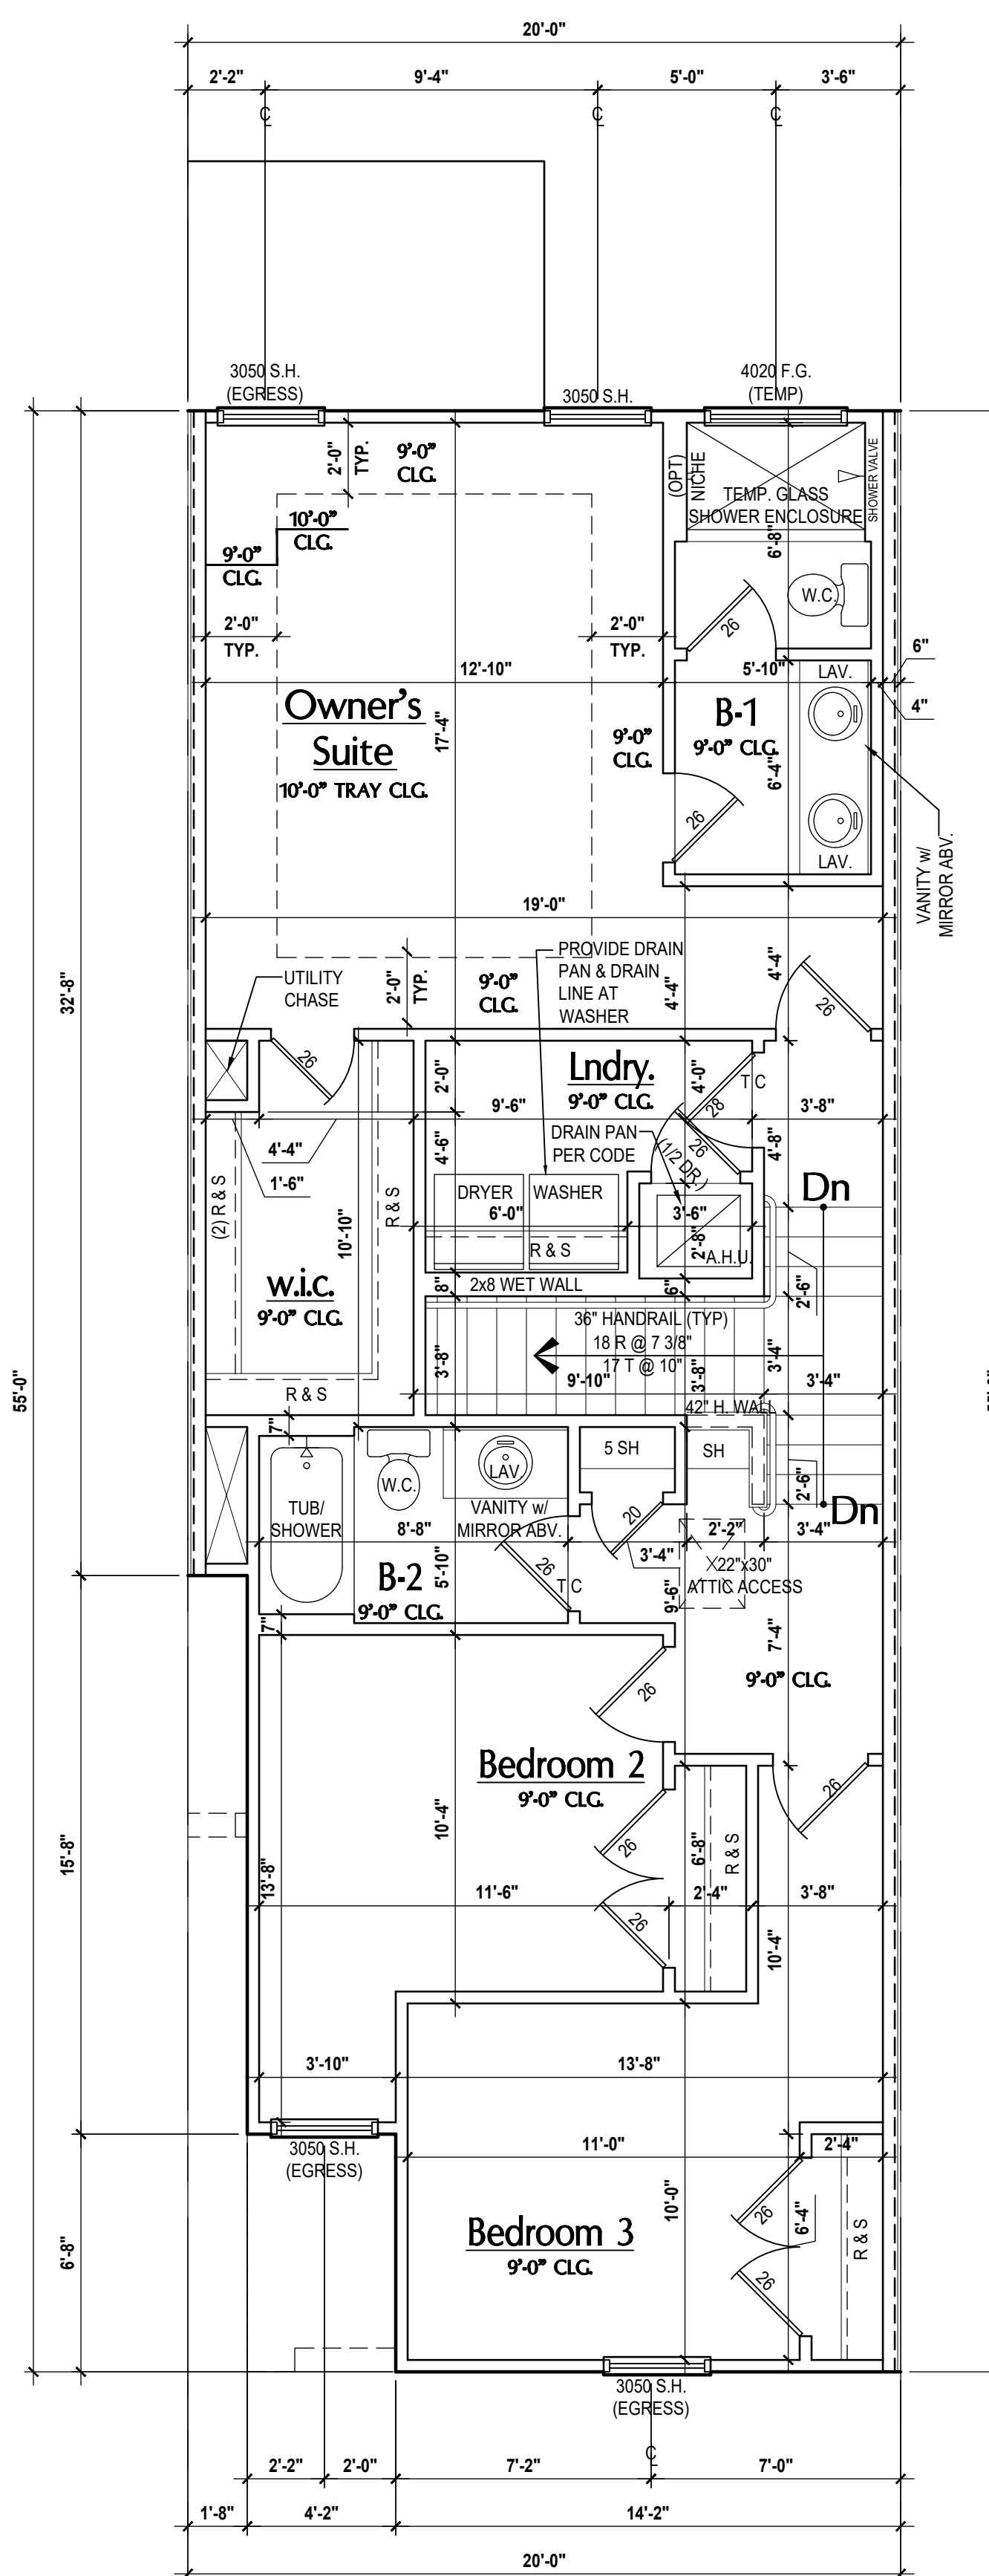 20'-0"
2'-2"
9'-4"
5'-0"
3'-6"
℄
℄
℄
3050 S.H.
(EGRESS)
3050 S.H.
4020 F.G.
(TEMP)
2'-0"
TYP.
9'-0"
CLG.
(OPT)
NICHE
TEMP. GLASS
SHOWER ENCLOSURE
SHOWER VALVE
10'-0"
CLG.
9'-0"
CLG.
6'-8"
W.C.
26
2'-0"
TYP.
2'-0"
TYP.
12'-10"
5'-10"
6"
4"
LAV.
Owner's
Suite
10'-0" TRAY CLG.
17'-4"
9'-0"
CLG.
B-1
9'-0" CLG.
6'-4"
26
LAV.
VANITY w/
MIRROR ABV.
19'-0"
UTILITY
CHASE
2'-0"
TYP.
9'-0"
CLG.
PROVIDE DRAIN
PAN & DRAIN
LINE AT
WASHER
4'-4"
4'-4"
26
32'-8"
26
Lndry.
9'-0" CLG.
2'-0"
4'-0"
T C
28
9'-6"
3'-8"
4'-4"
1'-6"
4'-6"
DRAIN PAN
PER CODE
26
(1/2 DR.)
4'-8"
(2) R & S
R & S
10'-10"
DRYER
WASHER
6'-0"
R & S
3'-6"
2'-8"
A.H.U.
Dn
w.i.c.
9'-0" CLG.
8"
2x8 WET WALL
6"
2'-6"
36" HANDRAIL (TYP)
18 R @ 7 3/8"
17 T @ 10"
3'-8"
9'-10"
3'-8"
3'-4"
3'-4"
R & S
42" H. WALL
55'-0"
7"
5 SH
SH
W.C.
LAV
TUB/
SHOWER
VANITY w/
MIRROR ABV.
8'-8"
20
2'-6"
Dn
2'-2"
3'-4"
3'-4"
B-2
9'-0" CLG.
5'-10"
26
T C
22"x30"
ATTIC ACCESS
9'-6"
7"
7'-4"
9'-0" CLG.
26
Bedroom 2
9'-0" CLG.
26
26
15'-8"
10'-4"
6'-8"
R & S
13'-8"
11'-6"
2'-4"
3'-8"
26
10'-4"
3'-10"
13'-8"
3050 S.H.
(EGRESS)
11'-0"
2'-4"
6'-8"
Bedroom 3
9'-0" CLG.
10'-0"
26
6'-4"
R & S
26
3050 S.H.
(EGRESS)
℄
2'-2"
2'-0"
7'-2"
7'-0"
1'-8"
4'-2"
14'-2"
20'-0"